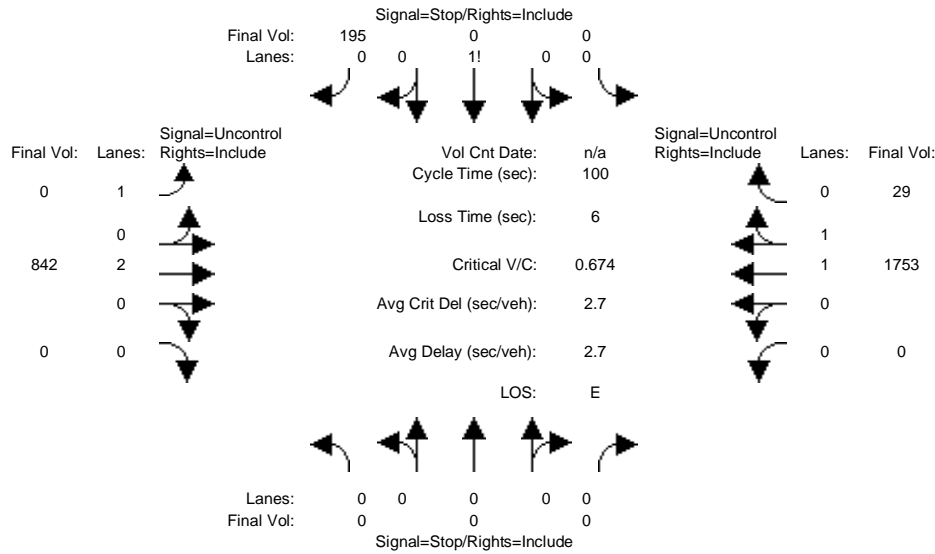 Signal=Stop/Rights=Include
Final Vol: 195 0 0
Lanes: 0 0 1! 0 0
Signal=Uncontrol Signal=Uncontrol
Final Vol: Lanes: Rights=Include Vol Cnt Date: n/a Rights=Include Lanes: Final Vol:
Cycle Time (sec): 100
0 1 0 29
Loss Time (sec): 6
0 1
842 2 Critical V/C: 0.674 1 1753
0 Avg Crit Del (sec/veh): 2.7 0
0 0 Avg Delay (sec/veh): 2.7 0 0
LOS: E
Lanes: 0 0 0 0 0
Final Vol: 0 0 0
Signal=Stop/Rights=Include